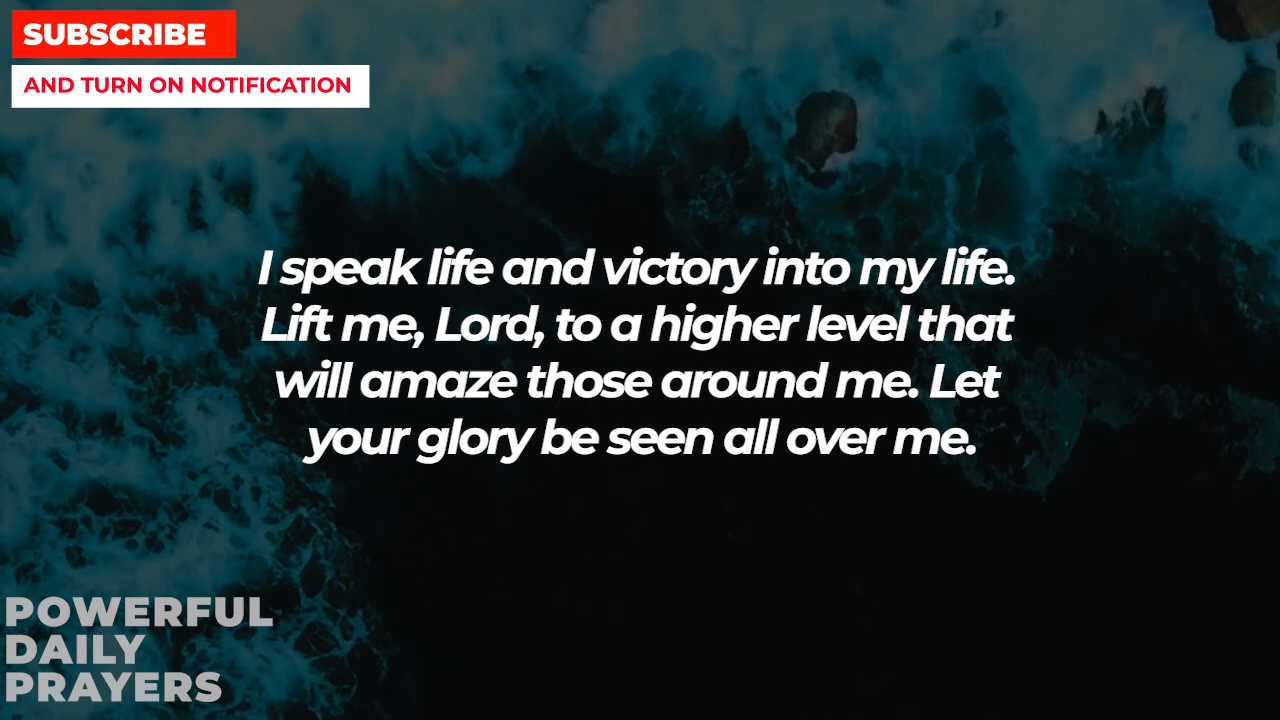 SUBSCRIBE
AND TURN ON NOTIFICATION
I speak life and victory into my life.
Lift me, Lord, to a higher level that
will amaze those around me. Let
your glory be seen all over me.
POWERFUL
DAILY
PRAYERS